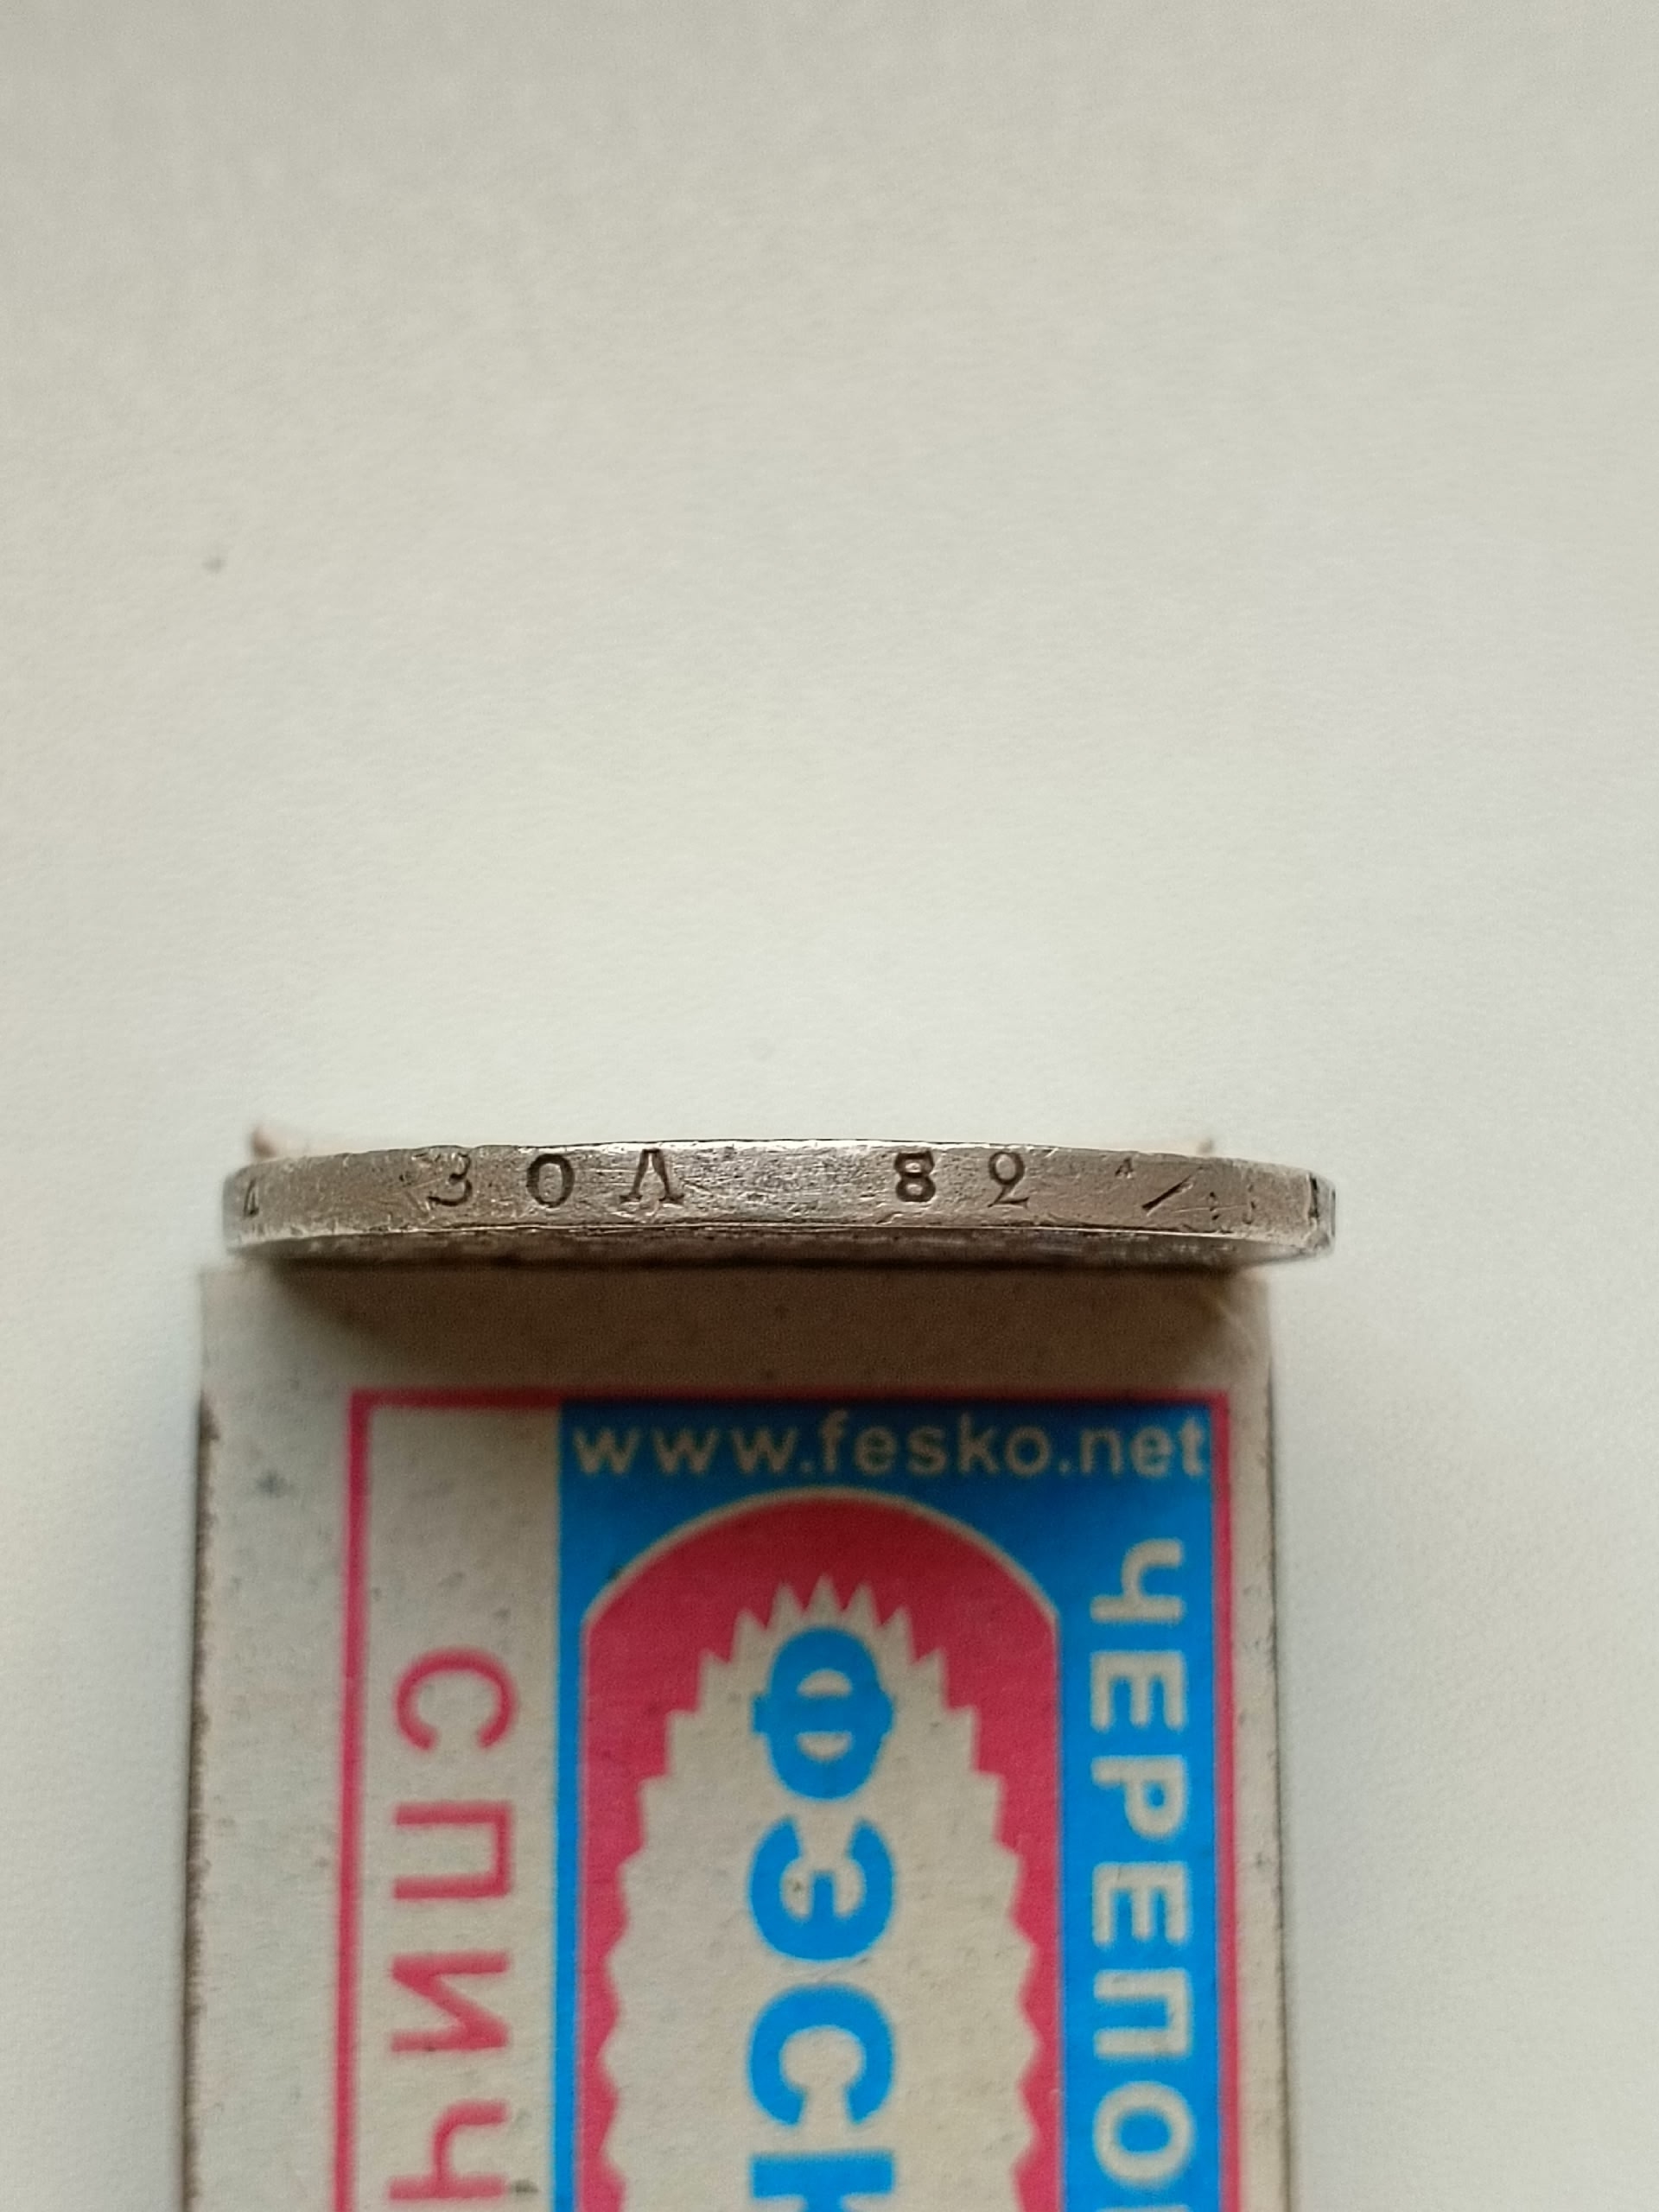 4 ЗОЛ 82
www.fesko.net
ЧЕРЕПО
ФЭСК
СПИЧ